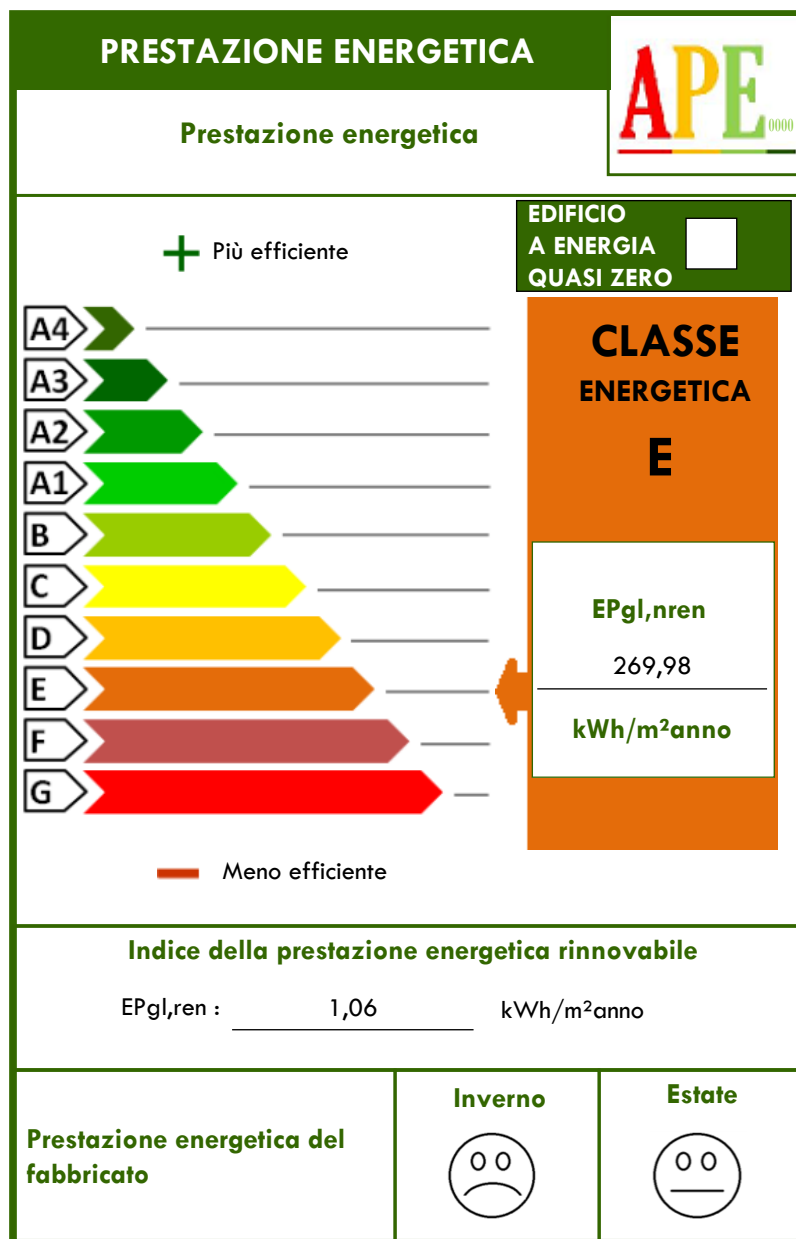 PRESTAZIONE ENERGETICA
APE 0000
Prestazione energetica
Più efficiente
EDIFICIO
A ENERGIA
QUASI ZERO
A4
A3
A2
A1
B
C
D
E
F
G
CLASSE
ENERGETICA
E
EPgl,nren
269,98
kWh/m²anno
Meno efficiente
Indice della prestazione energetica rinnovabile
EPgl,ren : 1,06 kWh/m²anno
Prestazione energetica del
fabbricato
Inverno
Estate